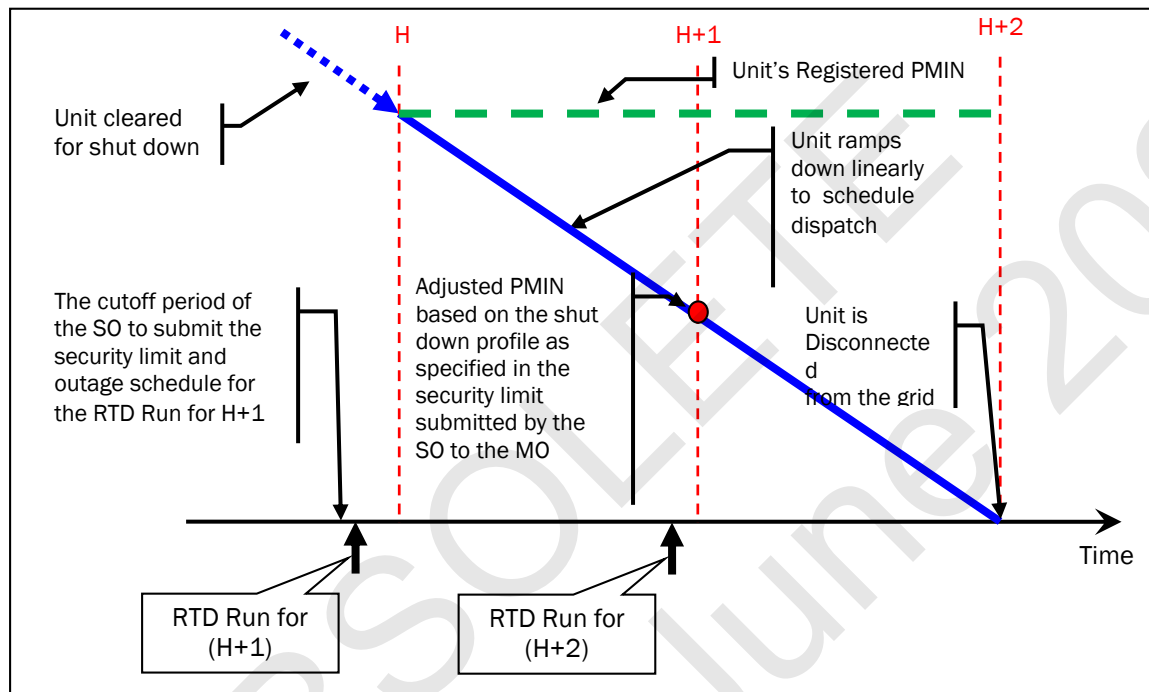 H
H+1
H+2
Unit's Registered PMIN
Unit cleared
for shut down
Unit ramps
down linearly
to schedule
dispatch
The cutoff period of
the SO to submit the
security limit and
outage schedule for
the RTD Run for H+1
Adjusted PMIN
based on the shut
down profile as
specified in the
security limit
submitted by the
SO to the MO
Unit is
Disconnecte
d
from the grid
Time
RTD Run for
(H+1)
RTD Run for
(H+2)